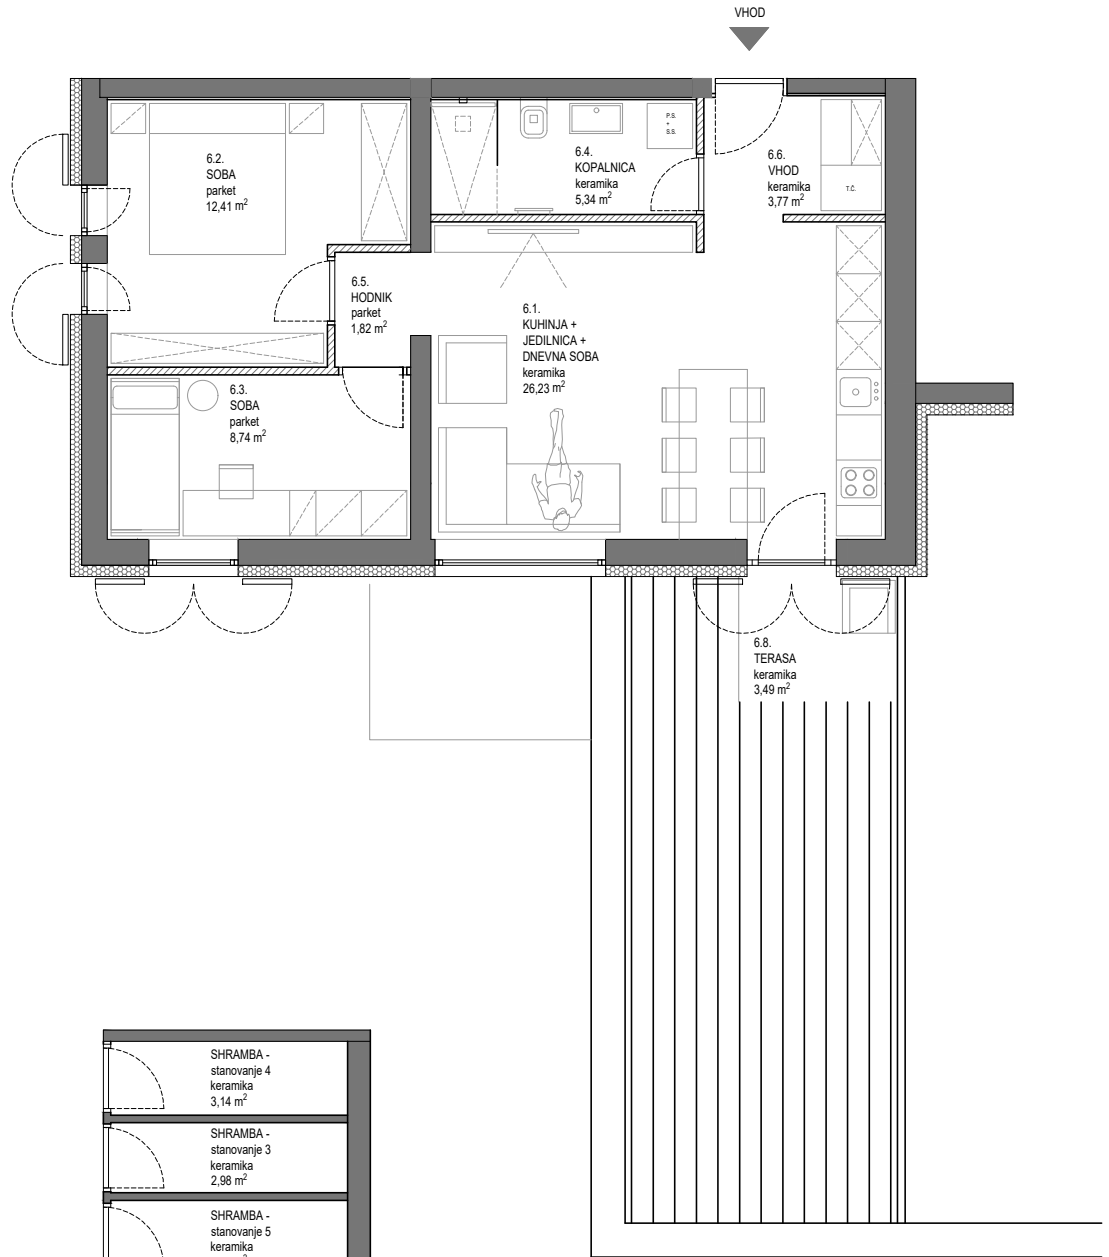 VHOD
6.2.
SOBA
parket
12,41 m²
6.4.
KOPALNICA
keramika
5,34 m²
P.S.
+
S.S.
6.6.
VHOD
keramika
3,77 m²
T.Č.
6.5.
HODNIK
parket
1,82 m²
6.1.
KUHINJA +
JEDILNICA +
DNEVNA SOBA
keramika
26,23 m²
6.3.
SOBA
parket
8,74 m²
6.8.
TERASA
keramika
3,49 m²
SHRAMBA -
stanovanje 4
keramika
3,14 m²
SHRAMBA -
stanovanje 3
keramika
2,98 m²
SHRAMBA -
stanovanje 5
keramika